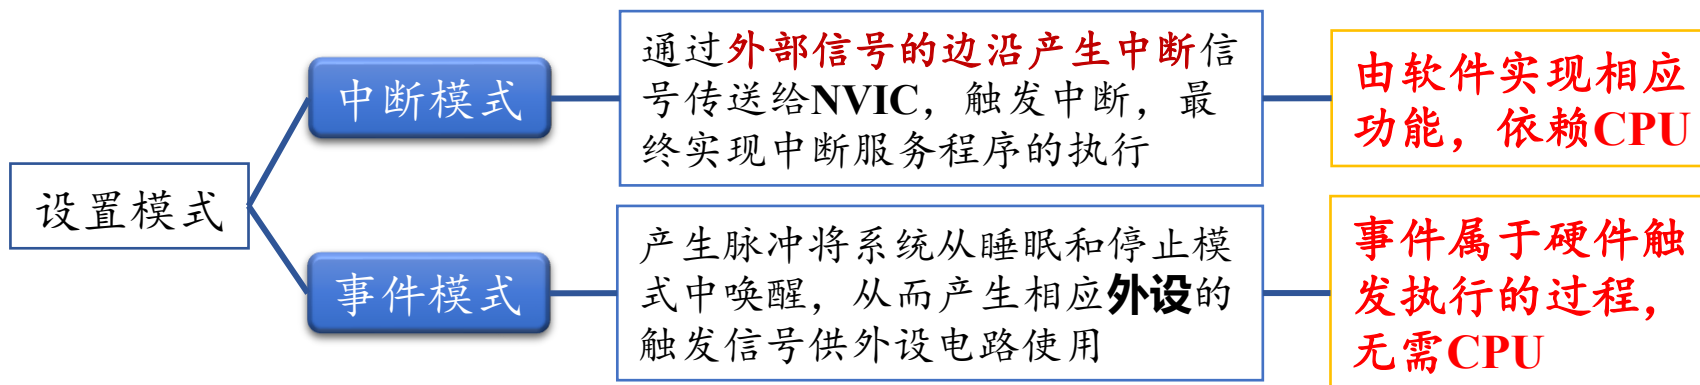 设置模式
中断模式
通过外部信号的边沿产生中断信
号传送给NVIC，触发中断，最
终实现中断服务程序的执行
由软件实现相应
功能，依赖CPU
事件模式
产生脉冲将系统从睡眠和停止模
式中唤醒，从而产生相应外设的
触发信号供外设电路使用
事件属于硬件触
发执行的过程，
无需CPU